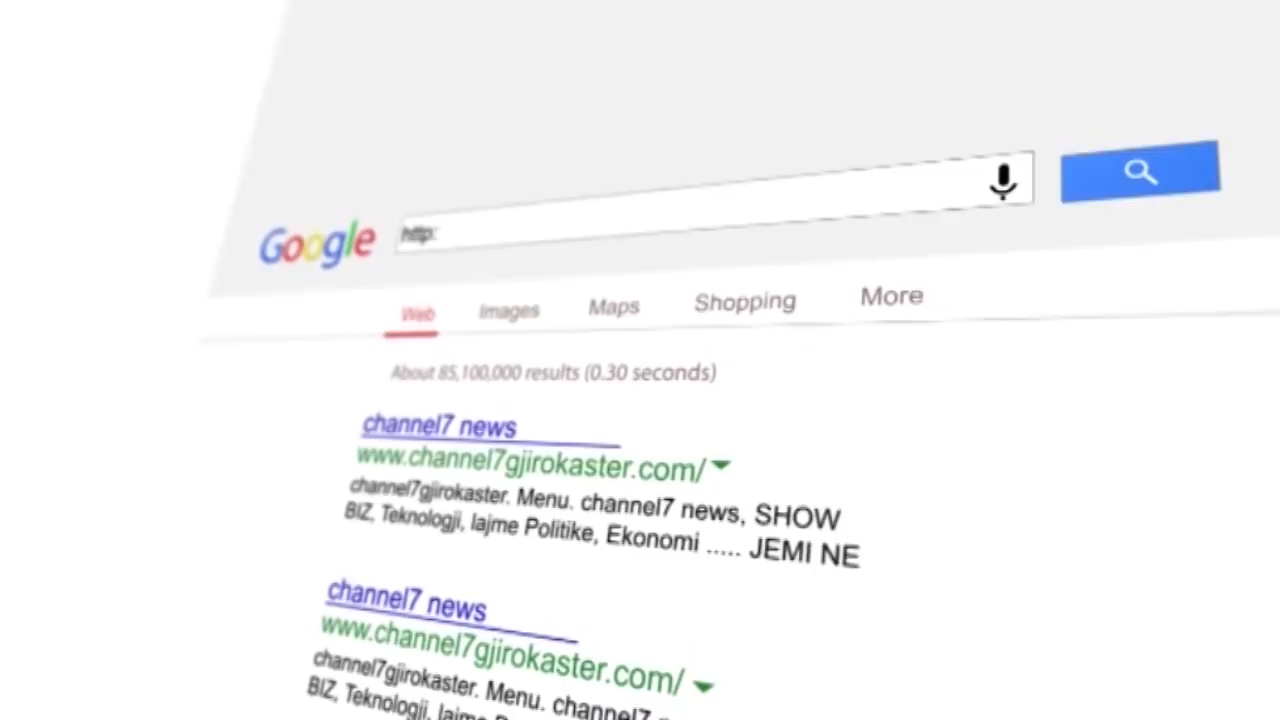 Google
http:
Web Images Maps Shopping More
About 85,100,000 results (0.30 seconds)
channel7 news
www.channel7gjirokaster.com/
channel7gjirokaster. Menu. channel7 news, SHOW
BIZ, Teknologji, lajme Politike, Ekonomi ..... JEMI NE
channel7 news
www.channel7gjirokaster.com/
channel7gjirokaster. Menu. channel7
BIZ, Teknologji, lajme